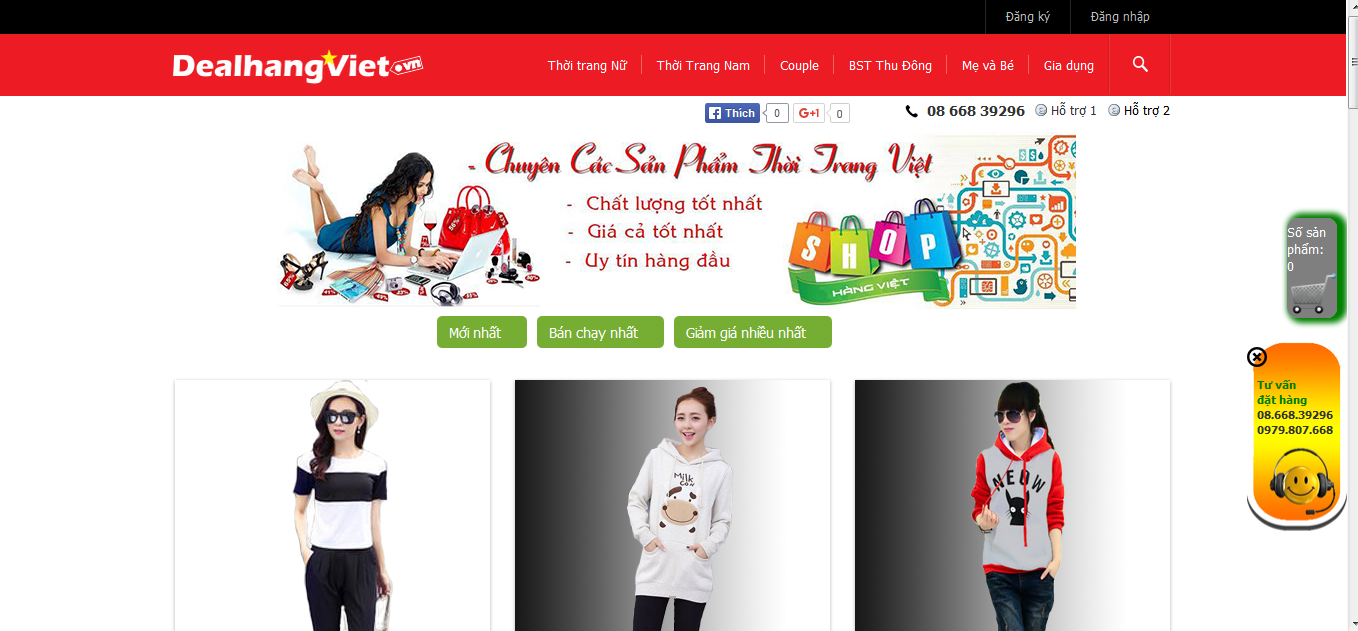 Đăng ký
Đăng nhập
DealhangViet.vn
Thời trang Nữ
Thời Trang Nam
Couple
BST Thu Đông
Mẹ và Bé
Gia dụng
Thích
0
G+1
0
08 668 39296
Hỗ trợ 1
Hỗ trợ 2
- Chuyên Các Sản Phẩm Thời Trang Việt
- Chất lượng tốt nhất
- Giá cả tốt nhất
- Uy tín hàng đầu
SHOP
HÀNG VIỆT
Số sản
phẩm:
0
Mới nhất
Bán chạy nhất
Giảm giá nhiều nhất
Tư vấn
đặt hàng
08.668.39296
0979.807.668
Milk
Cow
MEOW